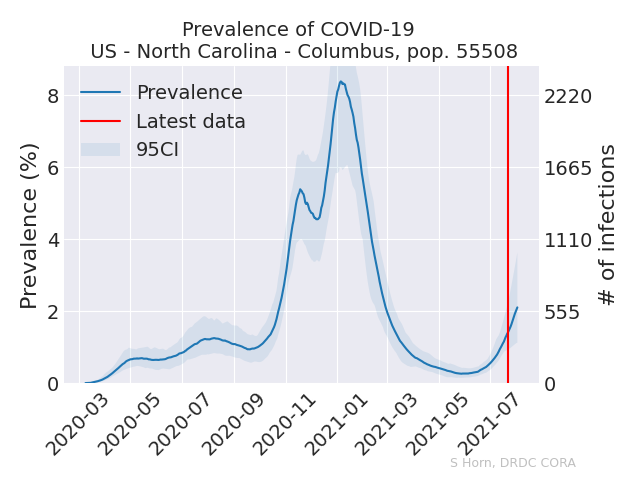 Prevalence of COVID-19
US - North Carolina - Columbus, pop. 55508
Prevalence
Latest data
95CI
Prevalence (%)
8
6
4
2
0
# of infections
2220
1665
1110
555
0
2020-03
2020-05
2020-07
2020-09
2020-11
2021-01
2021-03
2021-05
2021-07
S Horn, DRDC CORA